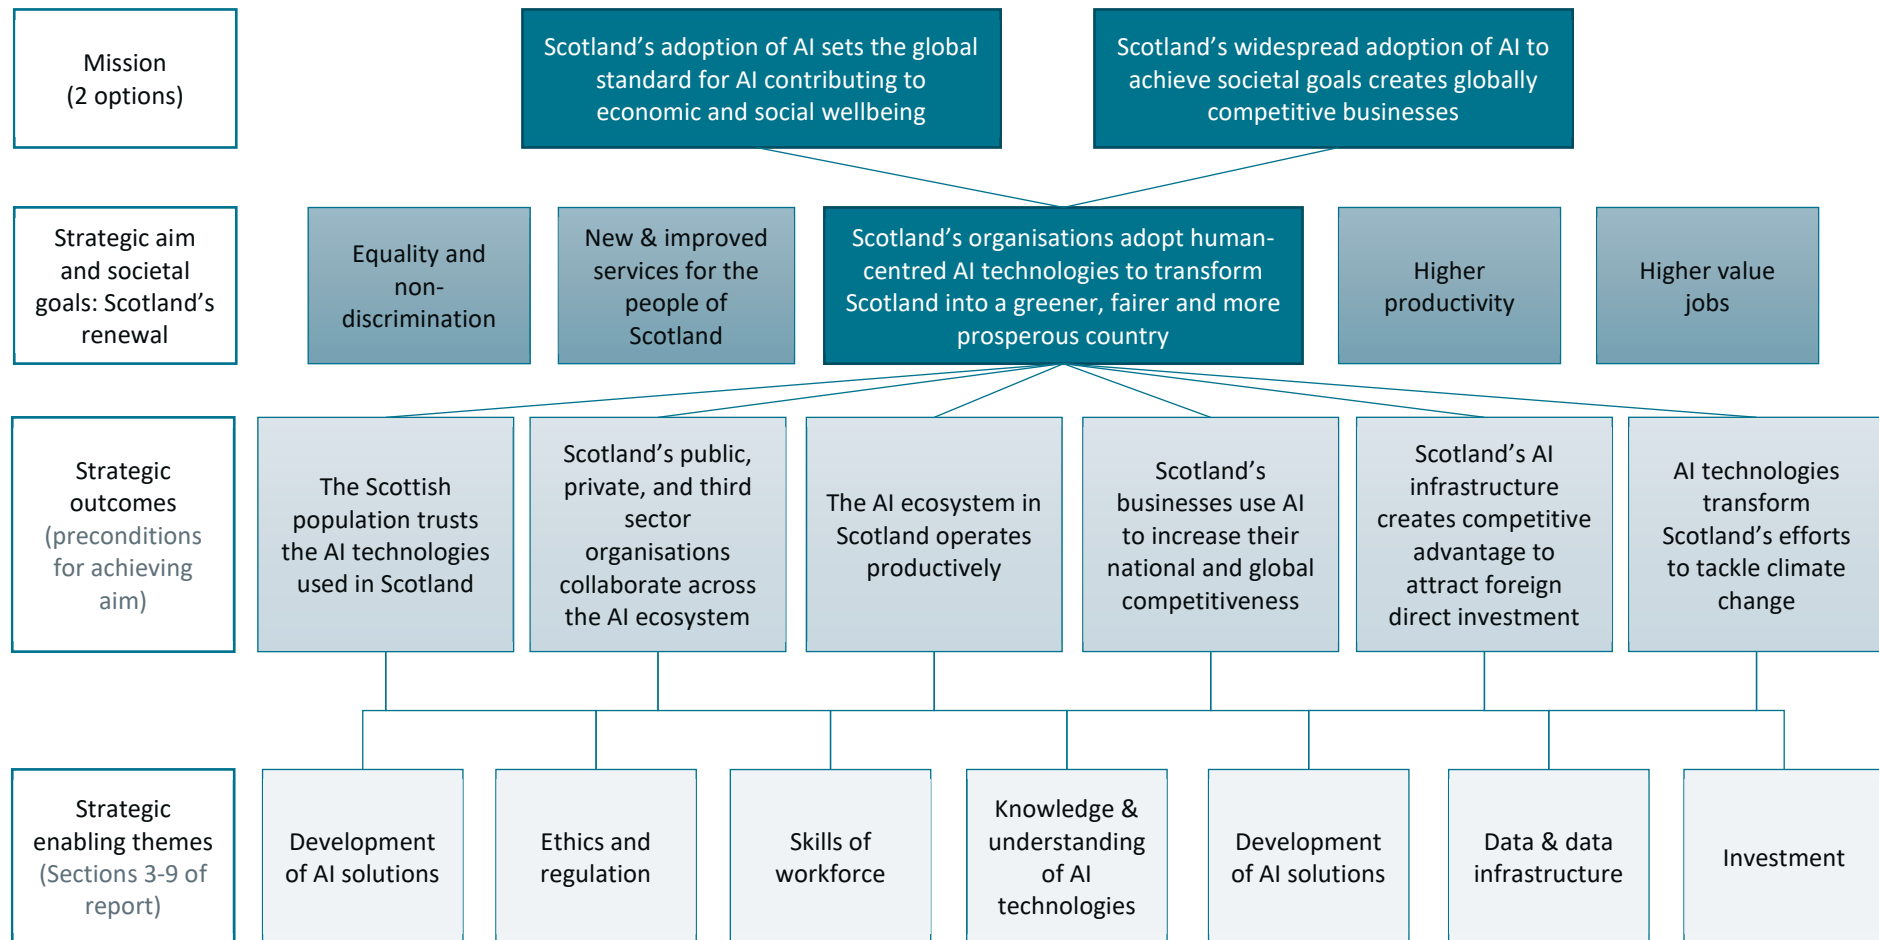 Mission
(2 options)
Scotland’s adoption of AI sets the global
standard for AI contributing to
economic and social wellbeing
Scotland’s widespread adoption of AI to
achieve societal goals creates globally
competitive businesses
Strategic aim
and societal
goals: Scotland’s
renewal
Equality and
non-
discrimination
New & improved
services for the
people of
Scotland
Scotland’s organisations adopt human-
centred AI technologies to transform
Scotland into a greener, fairer and more
prosperous country
Higher
productivity
Higher value
jobs
Strategic
outcomes
(preconditions
for achieving
aim)
The Scottish
population trusts
the AI technologies
used in Scotland
Scotland’s public,
private, and third
sector
organisations
collaborate across
the AI ecosystem
The AI ecosystem in
Scotland operates
productively
Scotland’s
businesses use AI
to increase their
national and global
competitiveness
Scotland’s AI
infrastructure
creates competitive
advantage to
attract foreign
direct investment
AI technologies
transform
Scotland’s efforts
to tackle climate
change
Strategic
enabling themes
(Sections 3-9 of
report)
Development
of AI solutions
Ethics and
regulation
Skills of
workforce
Knowledge &
understanding
of AI
technologies
Development
of AI solutions
Data & data
infrastructure
Investment